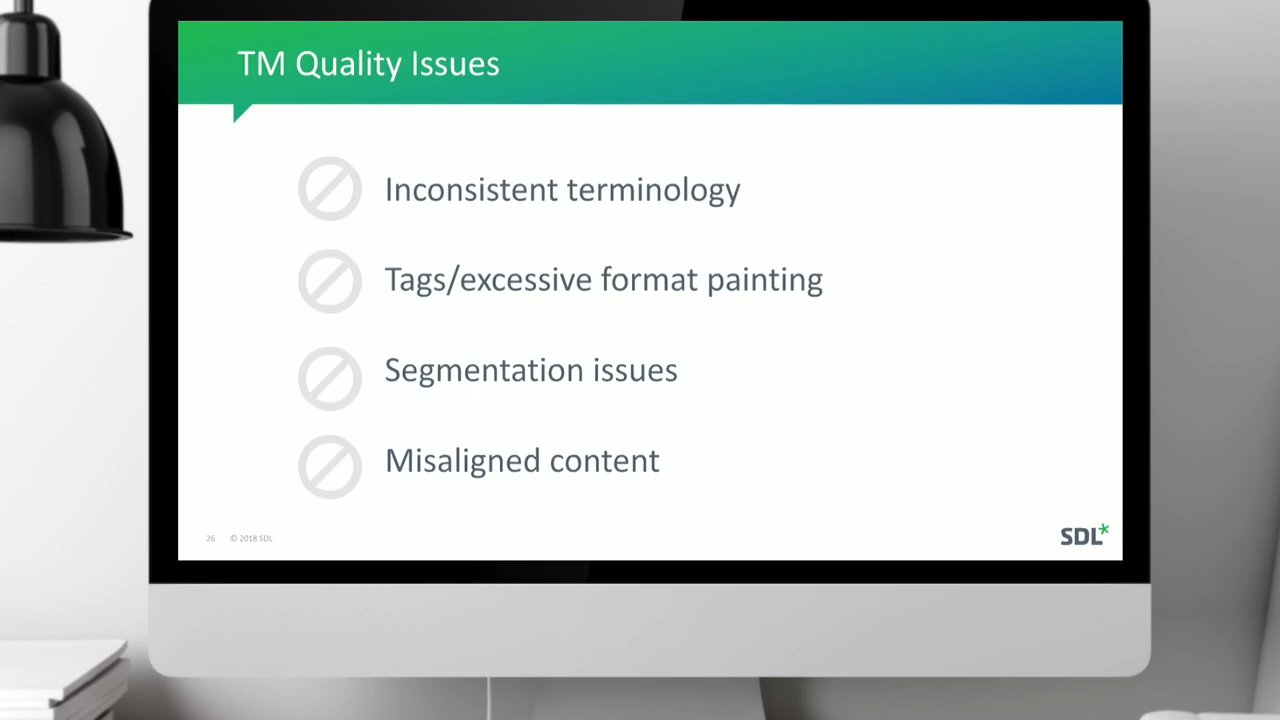 TM Quality Issues
Inconsistent terminology
Tags/excessive format painting
Segmentation issues
Misaligned content
26 © 2018 SDL
SDL*